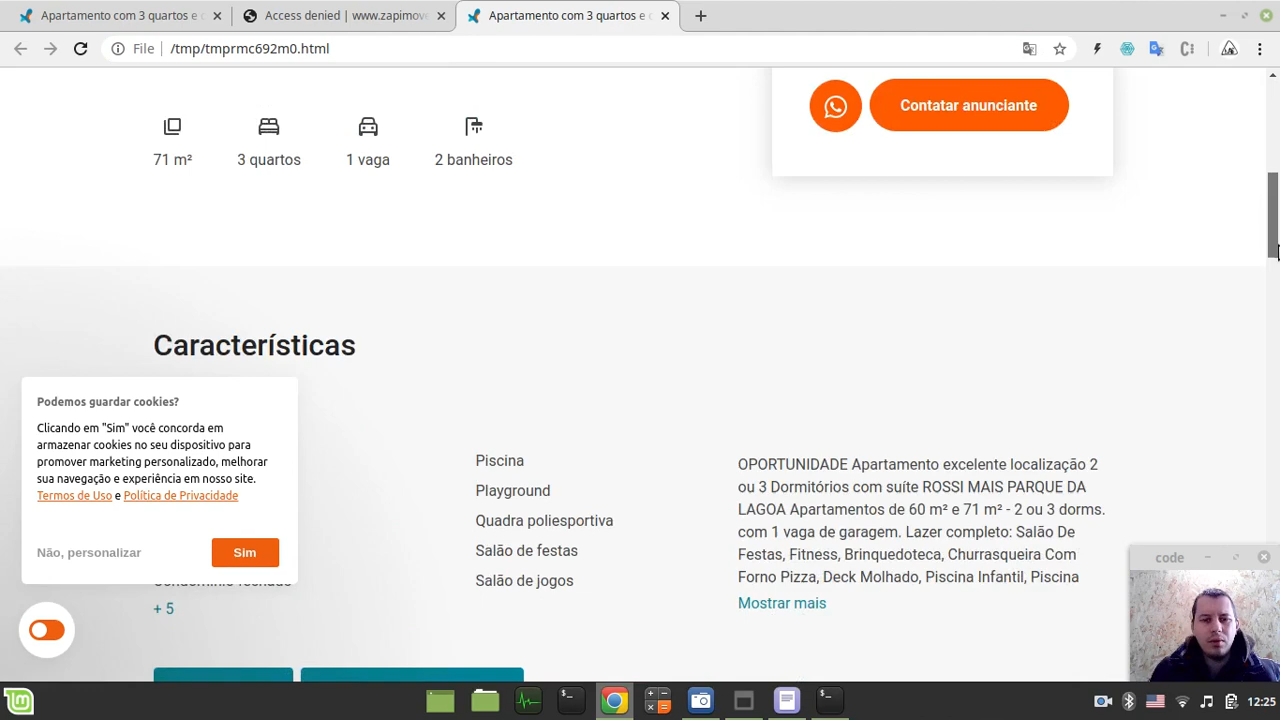 Apartamento com 3 quartos e c
Access denied | www.zapimove
Apartamento com 3 quartos e c
File
/tmp/tmprmc692m0.html
Contatar anunciante
71 m²
3 quartos
1 vaga
2 banheiros
Características
Podemos guardar cookies?
Clicando em "Sim" você concorda em
armazenar cookies no seu dispositivo para
promover marketing personalizado, melhorar
sua navegação e experiência em nosso site.
Termos de Uso e Política de Privacidade
Não, personalizar
Sim
Condomínio fechado
+ 5
Piscina
Playground
Quadra poliesportiva
Salão de festas
Salão de jogos
OPORTUNIDADE Apartamento excelente localização 2
ou 3 Dormitórios com suíte ROSSI MAIS PARQUE DA
LAGOA Apartamentos de 60 m² e 71 m² - 2 ou 3 dorms.
com 1 vaga de garagem. Lazer completo: Salão De
Festas, Fitness, Brinquedoteca, Churrasqueira Com
Forno Pizza, Deck Molhado, Piscina Infantil, Piscina
Mostrar mais
code
12:25